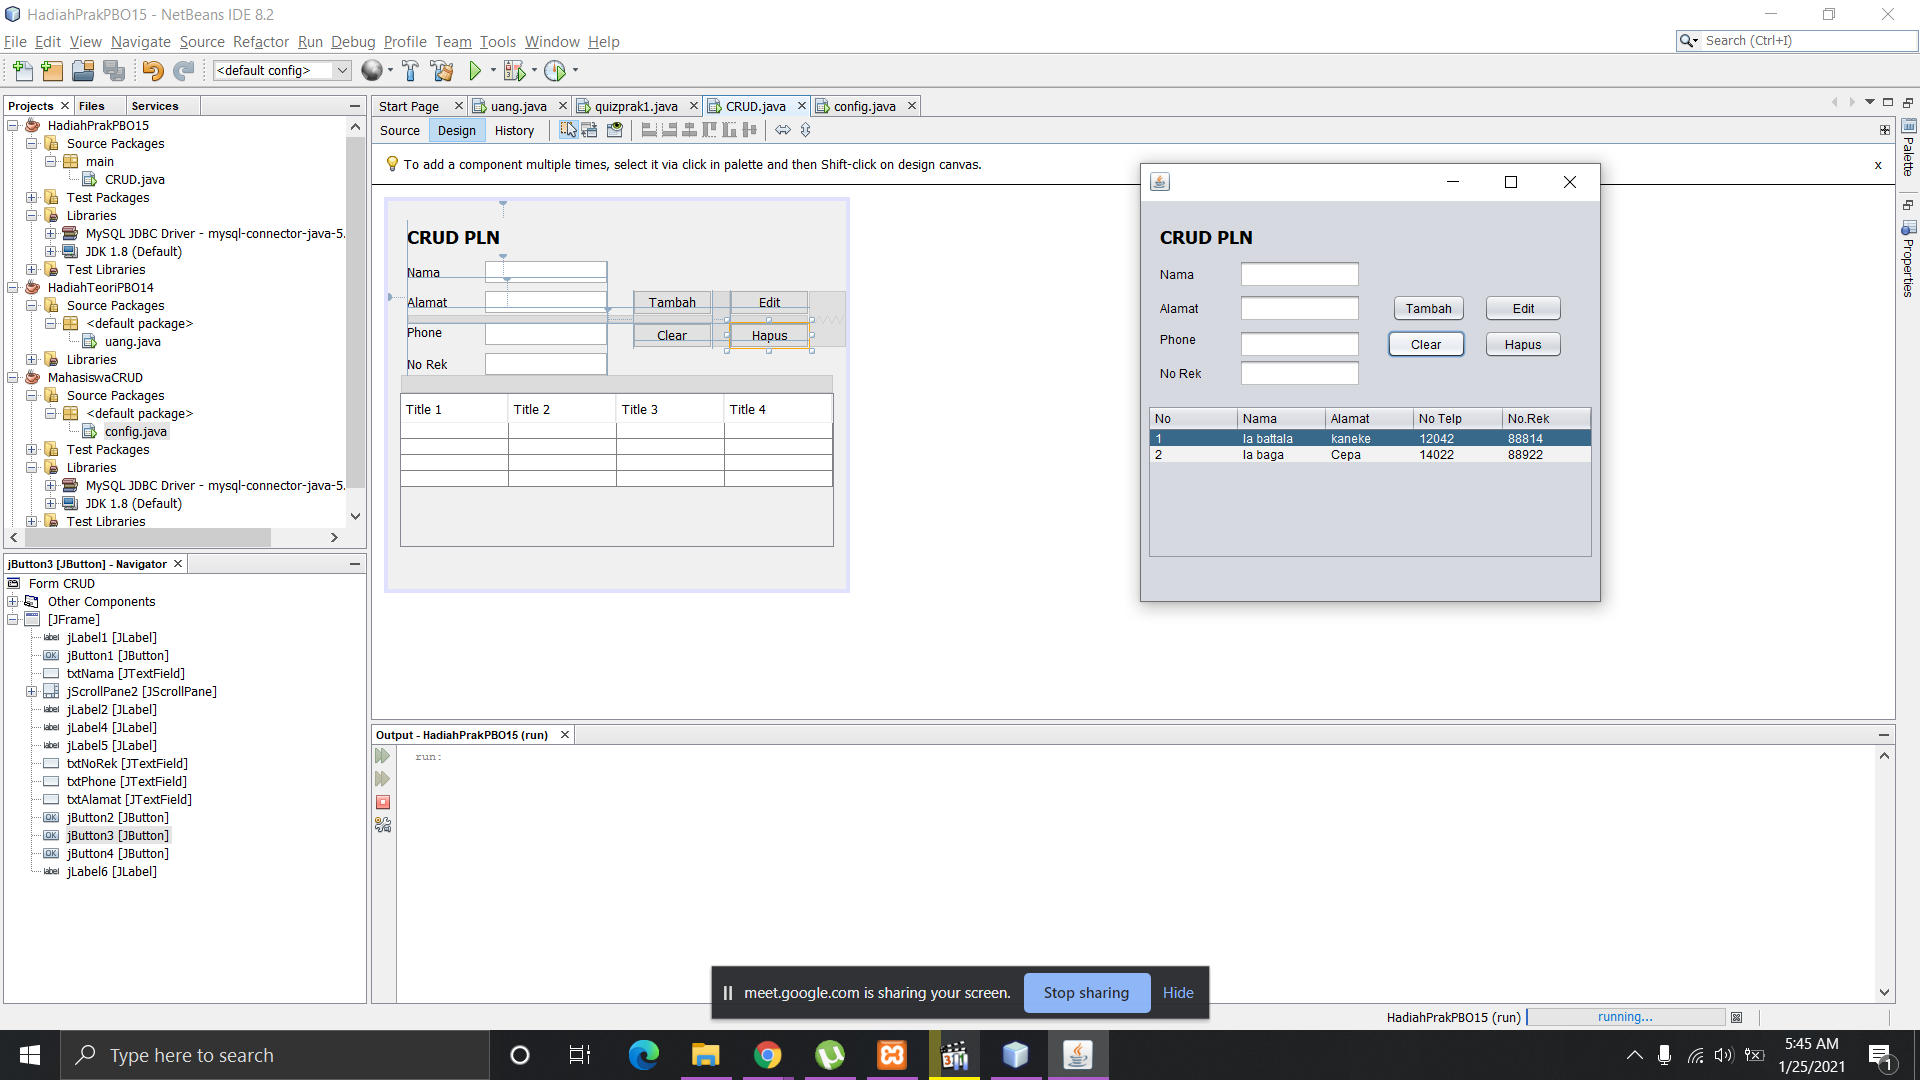 HadiahPrakPBO15 - NetBeans IDE 8.2
File Edit View Navigate Source Refactor Run Debug Profile Team Tools Window Help
Search (Ctrl+I)
<default config>
Projects Files Services
HadiahPrakPBO15
Source Packages
main
CRUD.java
Test Packages
Libraries
MySQL JDBC Driver - mysql-connector-java-5.
JDK 1.8 (Default)
Test Libraries
HadiahTeoriPBO14
Source Packages
<default package>
uang.java
Libraries
MahasiswaCRUD
Source Packages
<default package>
config.java
Test Packages
Libraries
MySQL JDBC Driver - mysql-connector-java-5.
JDK 1.8 (Default)
Test Libraries
jButton3 [JButton] - Navigator
Form CRUD
Other Components
[JFrame]
jLabel1 [JLabel]
jButton1 [JButton]
txtNama [JTextField]
jScrollPane2 [JScrollPane]
jLabel2 [JLabel]
jLabel4 [JLabel]
jLabel5 [JLabel]
txtNoRek [JTextField]
txtPhone [JTextField]
txtAlamat [JTextField]
jButton2 [JButton]
jButton3 [JButton]
jButton4 [JButton]
jLabel6 [JLabel]
Start Page uang.java quizprak1.java CRUD.java config.java
Source Design History
To add a component multiple times, select it via click in palette and then Shift-click on design canvas.
x
CRUD PLN
Nama
Alamat Tambah Edit
Phone Clear Hapus
No Rek
Title 1 Title 2 Title 3 Title 4
CRUD PLN
Nama
Alamat Tambah Edit
Phone Clear Hapus
No Rek
No Nama Alamat No Telp No.Rek
1 la battala kaneke 12042 88814
2 la baga Cepa 14022 88922
Palette
Properties
Output - HadiahPrakPBO15 (run)
run:
meet.google.com is sharing your screen. Stop sharing Hide
HadiahPrakPBO15 (run) running...
Type here to search
5:45 AM
1/25/2021
1